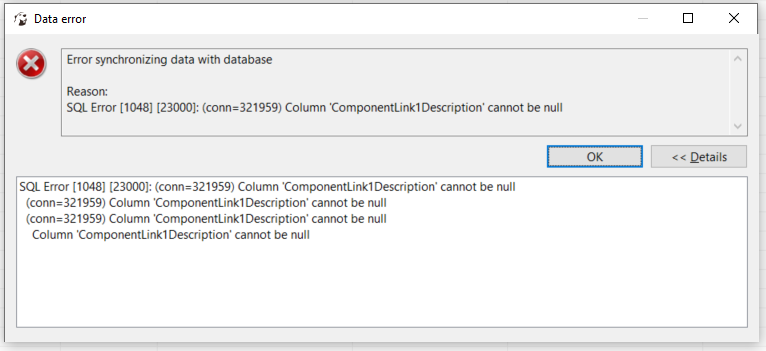 Data error
Error synchronizing data with database
Reason:
SQL Error [1048] [23000]: (conn=321959) Column 'ComponentLink1Description' cannot be null
OK
<< Details
SQL Error [1048] [23000]: (conn=321959) Column 'ComponentLink1Description' cannot be null
(conn=321959) Column 'ComponentLink1Description' cannot be null
(conn=321959) Column 'ComponentLink1Description' cannot be null
Column 'ComponentLink1Description' cannot be null